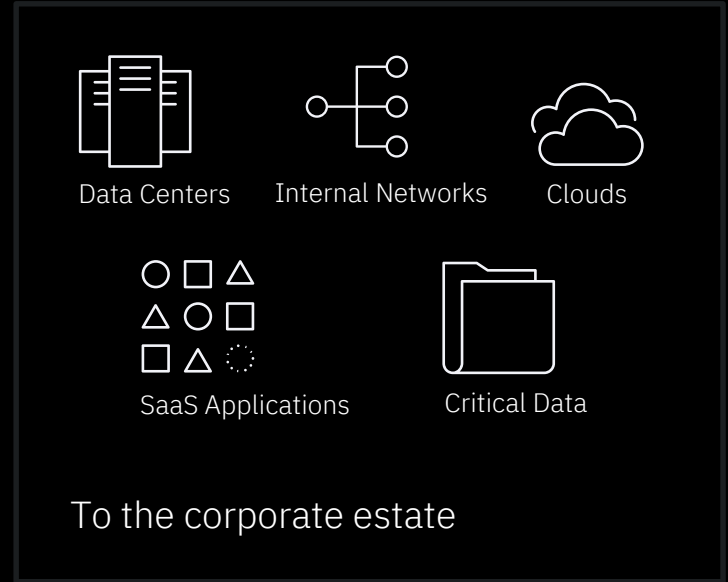 Data Centers
Internal Networks
Clouds
SaaS Applications
Critical Data
To the corporate estate